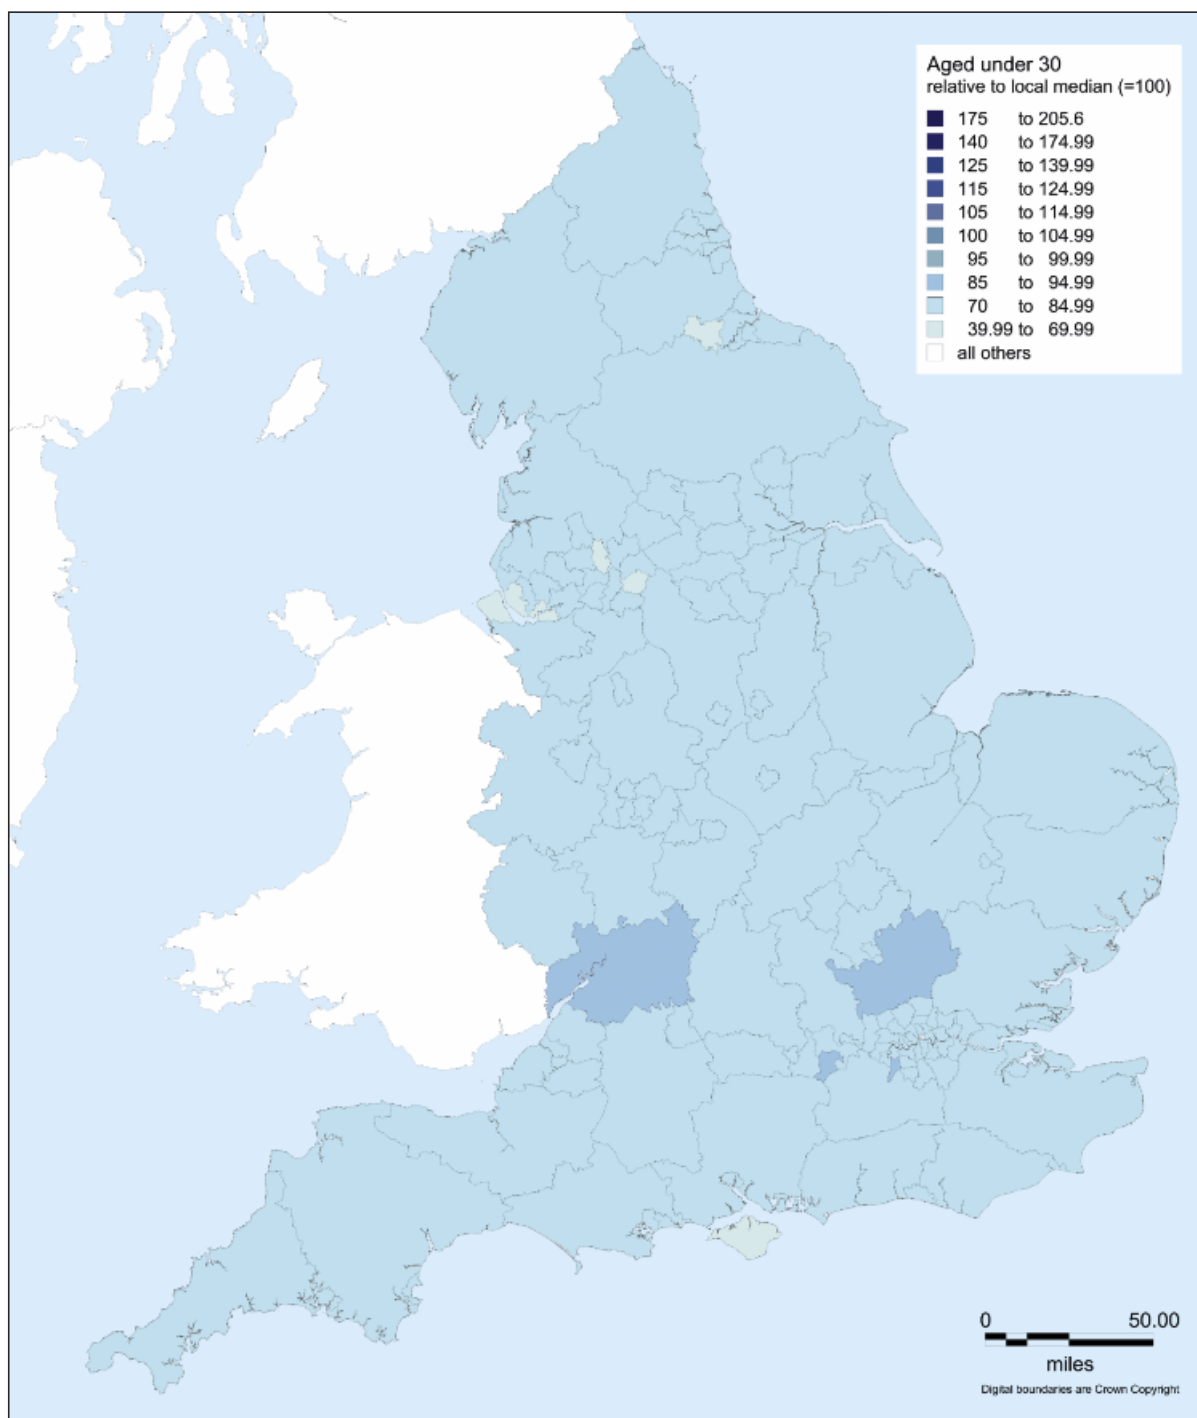 Aged under 30
relative to local median (=100)
175 to 205.6
140 to 174.99
125 to 139.99
115 to 124.99
105 to 114.99
100 to 104.99
95 to 99.99
85 to 94.99
70 to 84.99
39.99 to 69.99
all others
0 50.00
miles
Digital boundaries are Crown Copyright